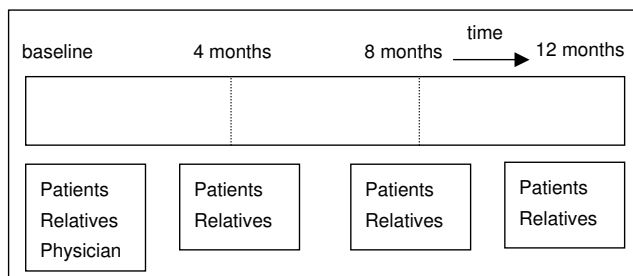 time
baseline 4 months 8 months 12 months
Patients
Relatives
Physician
Patients
Relatives
Patients
Relatives
Patients
Relatives